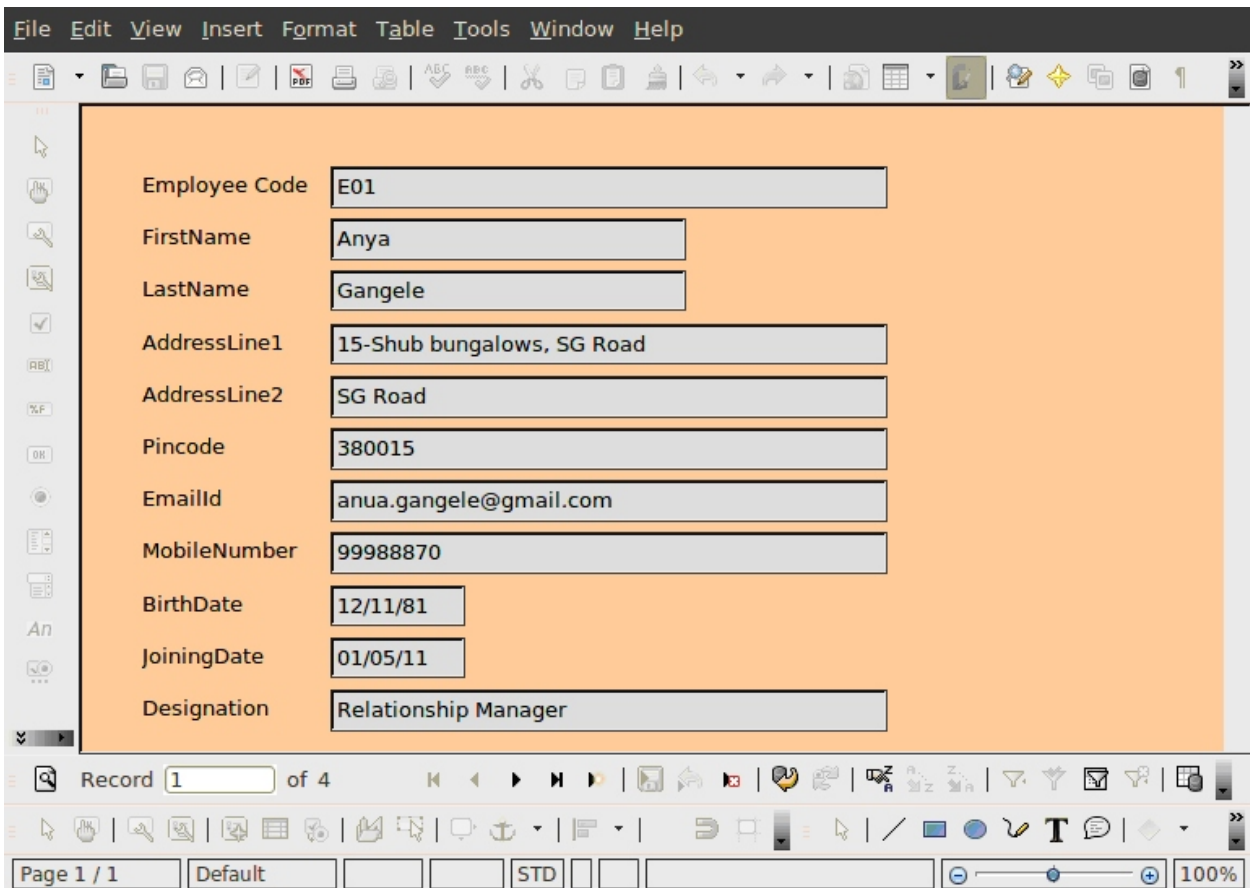 File Edit View Insert Format Table Tools Window Help
Employee Code E01
FirstName Anya
LastName Gangele
AddressLine1 15-Shub bungalows, SG Road
AddressLine2 SG Road
Pincode 380015
EmailId anua.gangele@gmail.com
MobileNumber 99988870
BirthDate 12/11/81
JoiningDate 01/05/11
Designation Relationship Manager
Record 1 of 4
Page 1 / 1 Default STD 100%